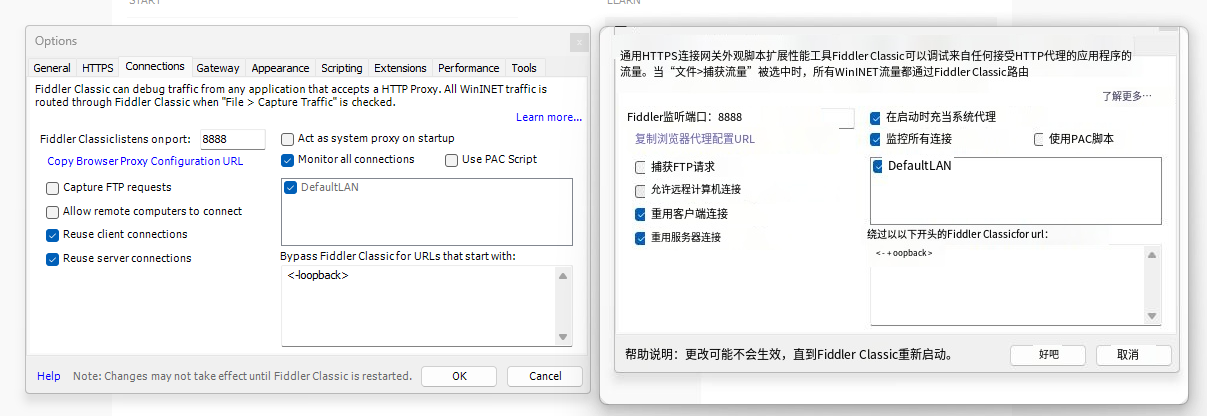 START
LEARN
Options
General HTTPS Connections Gateway Appearance Scripting Extensions Performance Tools
Fiddler Classic can debug traffic from any application that accepts a HTTP Proxy. All WinINET traffic is
routed through Fiddler Classic when "File > Capture Traffic" is checked.
Learn more...
Fiddler Classic listens on port: 8888
Act as system proxy on startup
Copy Browser Proxy Configuration URL
Monitor all connections
Use PAC Script
Capture FTP requests
DefaultLAN
Allow remote computers to connect
Reuse client connections
Reuse server connections
Bypass Fiddler Classic for URLs that start with:
<-loopback>
Help
Note: Changes may not take effect until Fiddler Classic is restarted.
OK
Cancel
通用HTTPS连接网关外观脚本扩展性能工具Fiddler Classic可以调试来自任何接受HTTP代理的应用程序的
流量。当“文件>捕获流量”被选中时，所有WinINET流量都通过Fiddler Classic路由
了解更多…
Fiddler监听端口：8888
在启动时充当系统代理
复制浏览器代理配置URL
监控所有连接
使用PAC脚本
捕获FTP请求
DefaultLAN
允许远程计算机连接
重用客户端连接
重用服务器连接
绕过以以下开头的Fiddler Classicfor url：
<-+oopback>
帮助说明：更改可能不会生效，直到Fiddler Classic重新启动。
好吧
取消